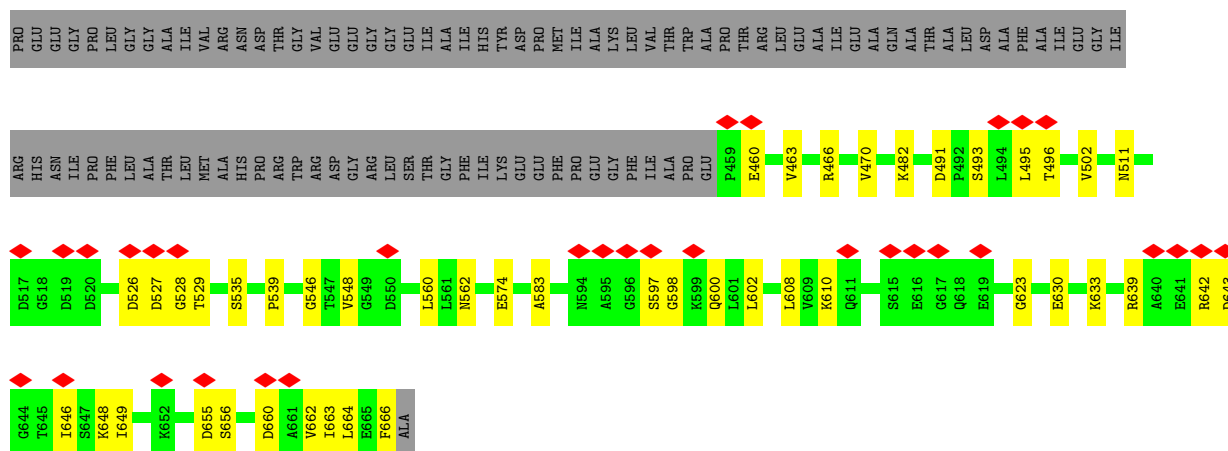 PRO GLU GLU GLY PRO LEU GLY GLY ALA ILE VAL ARG ASN ASP THR GLY VAL GLU GLU GLY GLY GLU ILE ALA ILE HIS TYR ASP PRO MET ILE ALA LYS LEU VAL THR TRP ALA PRO THR ARG LEU GLU ALA ILE GLU ALA GLN ALA THR ALA LEU ASP ALA PHE ALA ILE GLU GLY ILE
ARG HIS ASN ILE PRO PHE LEU ALA THR LEU MET ALA HIS PRO ARG TRP ARG ASP GLY ARG LEU SER THR GLY PHE ILE LYS GLU GLU PHE PRO GLU GLY PHE ILE ALA PRO GLU P459 E460 V463 R466 V470 K482 D491 P492 S493 L494 L495 T496 V502 N511
D517 G518 D519 D520 D526 D527 G528 T529 S535 P539 G546 T547 V548 G549 D550 L560 L561 N562 E574 A583 N594 A595 G596 S597 G598 K599 Q600 L601 L602 L608 V609 K610 Q611 S615 E616 G617 Q618 E619 G623 E630 K633 R639 A640 E641 R642
G644 T645 I646 S647 K648 I649 K652 D655 S656 D660 A661 V662 I663 L664 E665 F666 ALA